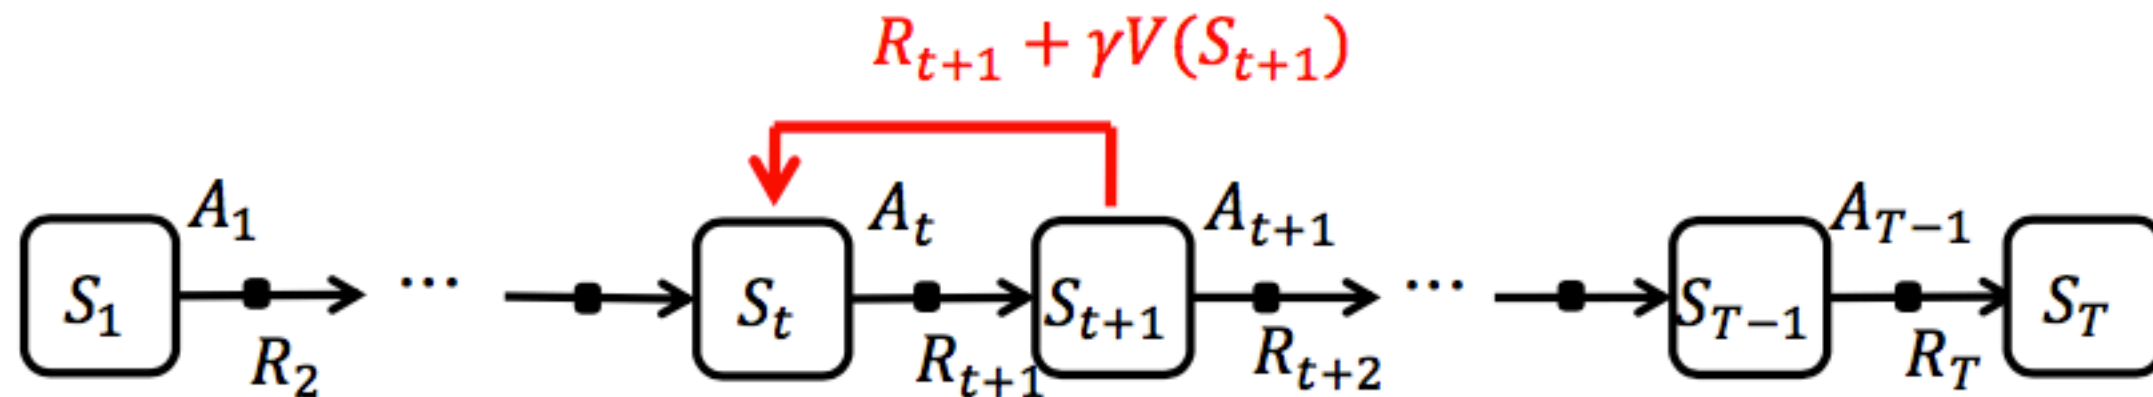 R_{t+1} + γV(S_{t+1})
A_1 A_t A_{t+1} A_{T−1}
S_1 ⋯ S_t S_{t+1} ⋯ S_{T−1} S_T
R_2 R_{t+1} R_{t+2} R_T